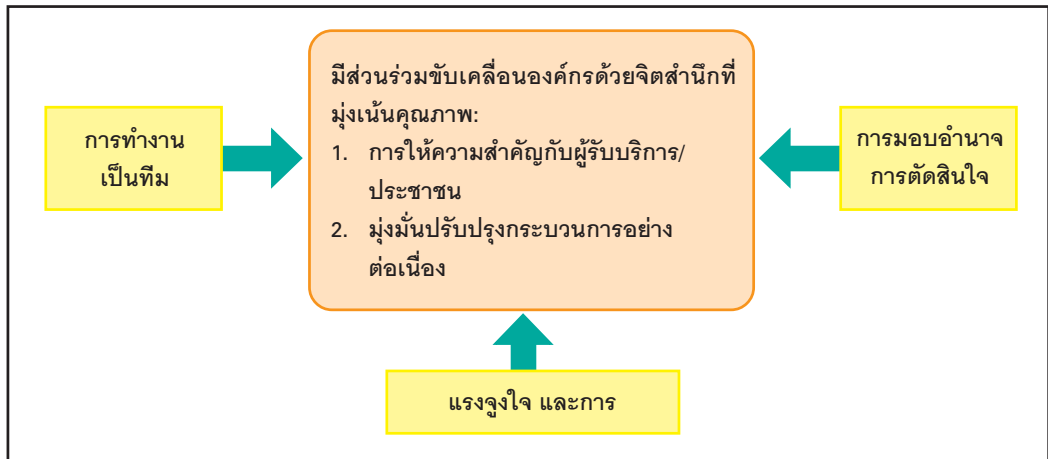 มีส่วนร่วมขับเคลื่อนองค์กรด้วยจิตสำนึกที่
มุ่งเน้นคุณภาพ:
1. การให้ความสำคัญกับผู้รับบริการ/
ประชาชน
2. มุ่งมั่นปรับปรุงกระบวนการอย่าง
ต่อเนื่อง
การทำงาน
เป็นทีม
การมอบอำนาจ
การตัดสินใจ
แรงจูงใจ และการ